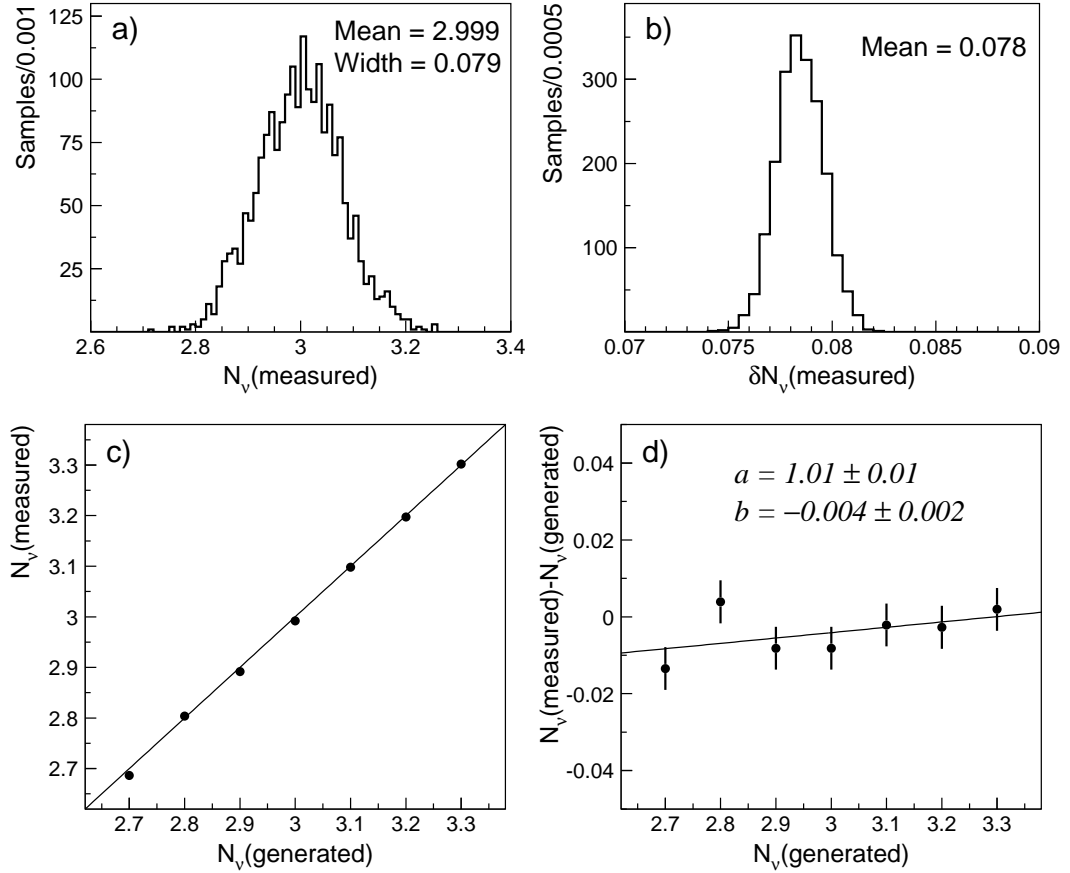 a)
Mean = 2.999
Width = 0.079
Samples/0.001
125
100
75
50
25
2.6
2.8
3
3.2
3.4
Nν(measured)
b)
Mean = 0.078
Samples/0.0005
300
200
100
0.07
0.075
0.08
0.085
0.09
δNν(measured)
c)
Nν(measured)
3.3
3.2
3.1
3
2.9
2.8
2.7
2.7
2.8
2.9
3
3.1
3.2
3.3
Nν(generated)
d)
a = 1.01 ± 0.01
b = −0.004 ± 0.002
Nν(measured)-Nν(generated)
0.04
0.02
0
-0.02
-0.04
2.7
2.8
2.9
3
3.1
3.2
3.3
Nν(generated)